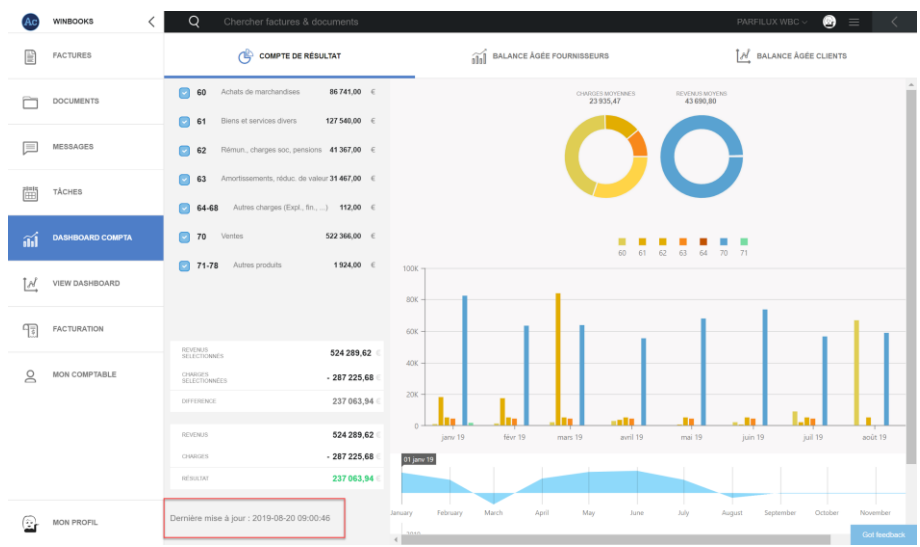 Ac WINBOOKS
Chercher factures & documents
PARFILUX WBC
FACTURES
DOCUMENTS
MESSAGES
TÂCHES
DASHBOARD COMPTA
VIEW DASHBOARD
FACTURATION
MON COMPTABLE
MON PROFIL
COMPTE DE RÉSULTAT
BALANCE ÂGÉE FOURNISSEURS
BALANCE ÂGÉE CLIENTS
60 Achats de marchandises 86 741,00 €
61 Biens et services divers 127 540,00 €
62 Rémun., charges soc, pensions 41 367,00 €
63 Amortissements, réduc. de valeur 31 467,00 €
64-68 Autres charges (Expl., fin., ...) 112,00 €
70 Ventes 522 366,00 €
71-78 Autres produits 1 924,00 €
REVENUS SELECTIONNÉS 524 289,62 €
CHARGES SELECTIONNÉES - 287 225,68 €
DIFFERENCE 237 063,94 €
REVENUS 524 289,62 €
CHARGES - 287 225,68 €
RÉSULTAT 237 063,94 €
Dernière mise à jour : 2019-08-20 09:00:46
CHARGES MOYENNES
23 935,47
REVENUS MOYENS
43 690,80
60 61 62 63 64 70 71
100K
80K
60K
40K
20K
0
janv 19 févr 19 mars 19 avril 19 mai 19 juin 19 juil 19 août 19
01 janv 19
January February March April May June July August September October November
2019
Got feedback